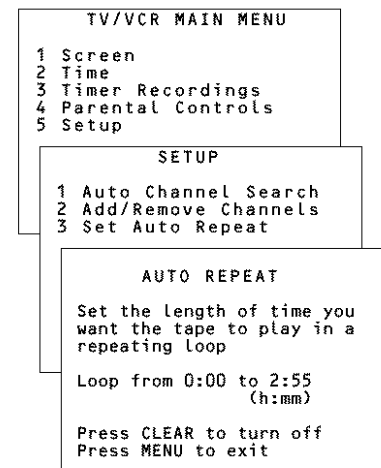 TV/VCR MAIN MENU
1 Screen
2 Time
3 Timer Recordings
4 Parental Controls
5 Setup
SETUP
1 Auto Channel Search
2 Add/Remove Channels
3 Set Auto Repeat
AUTO REPEAT
Set the length of time you
want the tape to play in a
repeating loop
Loop from 0:00 to 2:55
(h:mm)
Press CLEAR to turn off
Press MENU to exit